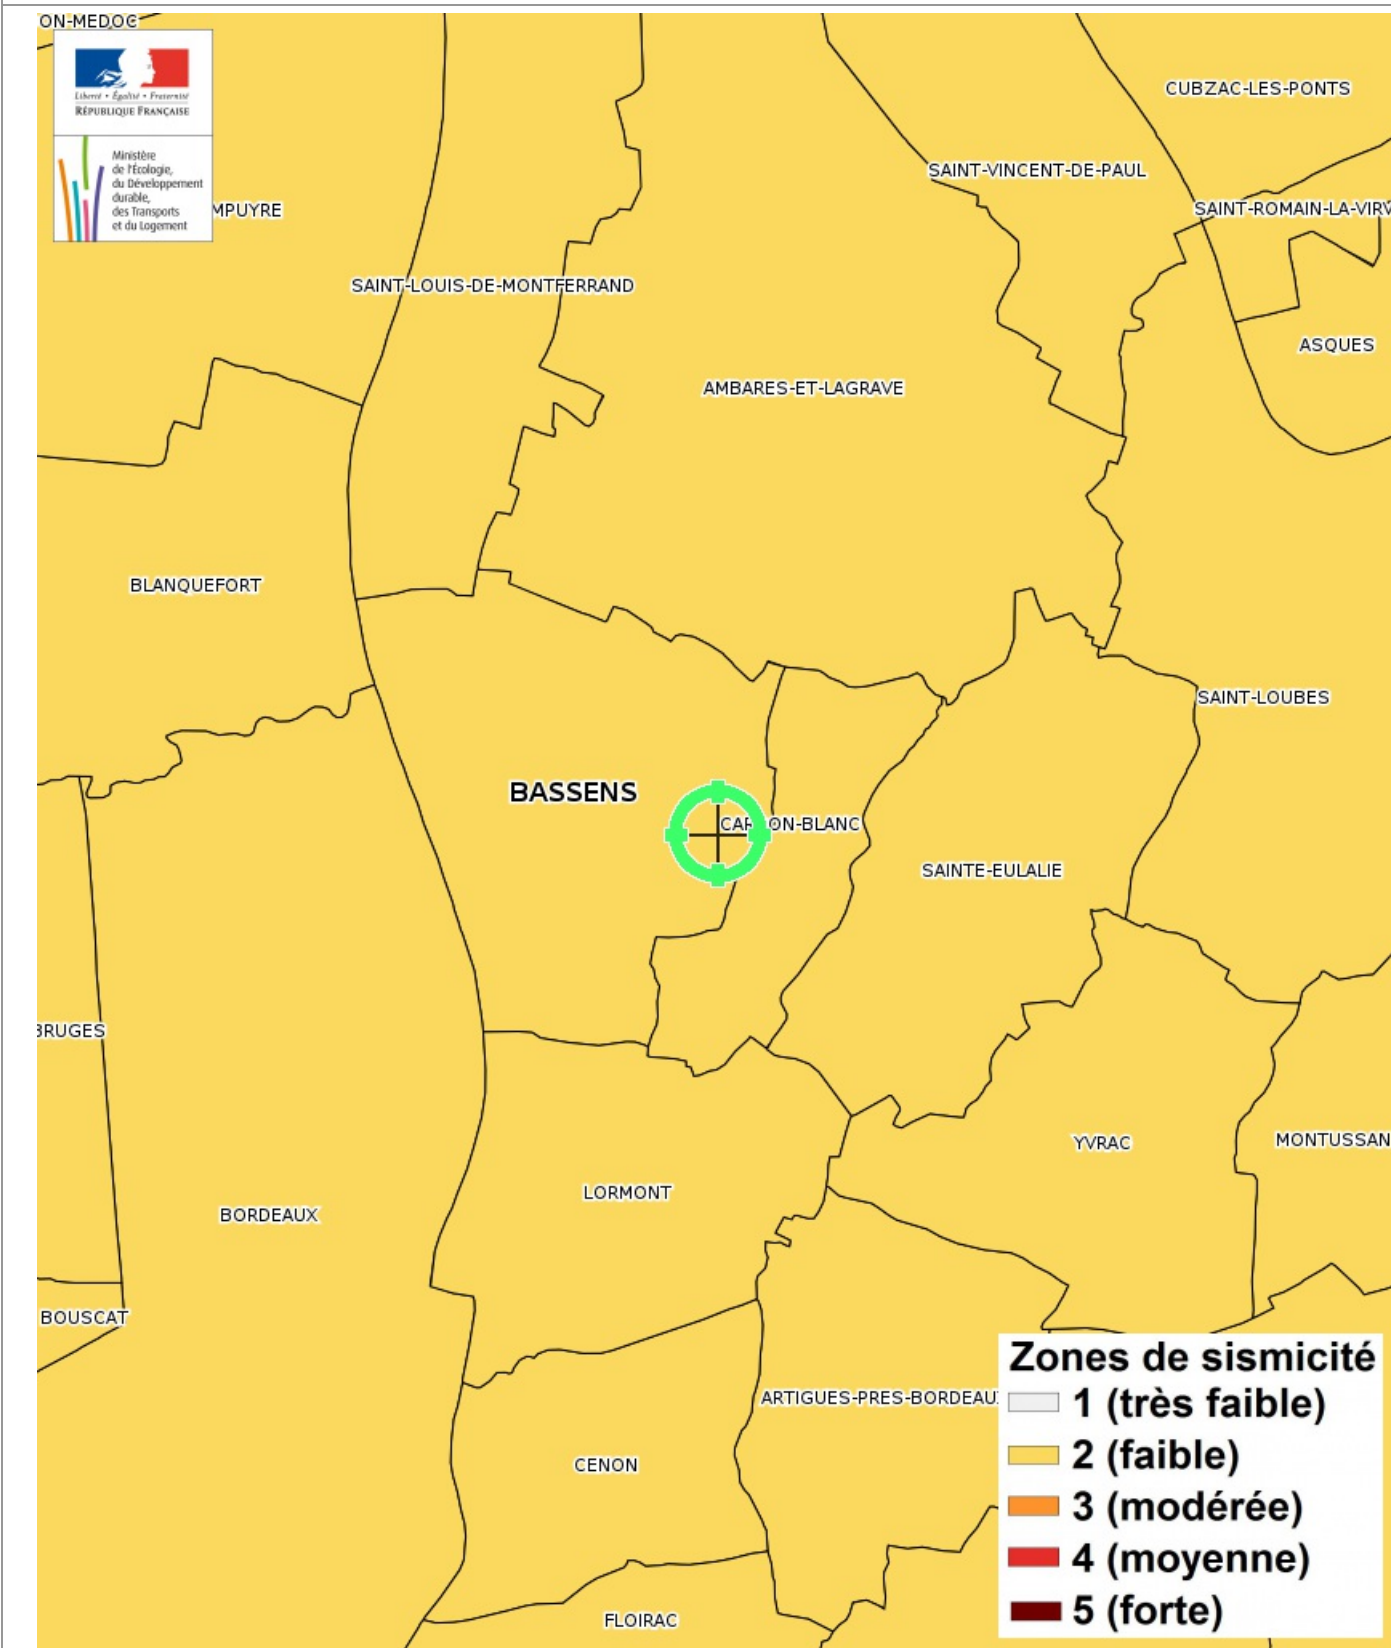 ON-MEDOC
Liberté • Égalité • Fraternité
RÉPUBLIQUE FRANÇAISE
Ministère
de l'Écologie,
du Développement
durable,
des Transports
et du Logement
CUBZAC-LES-PONTS
SAINT-VINCENT-DE-PAUL
MPUYRE
SAINT-ROMAIN-LA-VIRV
SAINT-LOUIS-DE-MONTFERRAND
ASQUES
AMBARES-ET-LAGRAVE
BLANQUEFORT
SAINT-LOUBES
BASSENS
CARBON-BLANC
SAINTE-EULALIE
BRUGES
YVRAC
MONTUSSAN
LORMONT
BORDEAUX
BOUSCAT
ARTIGUES-PRES-BORDEAUX
CENON
FLOIRAC
Zones de sismicité
1 (très faible)
2 (faible)
3 (modérée)
4 (moyenne)
5 (forte)